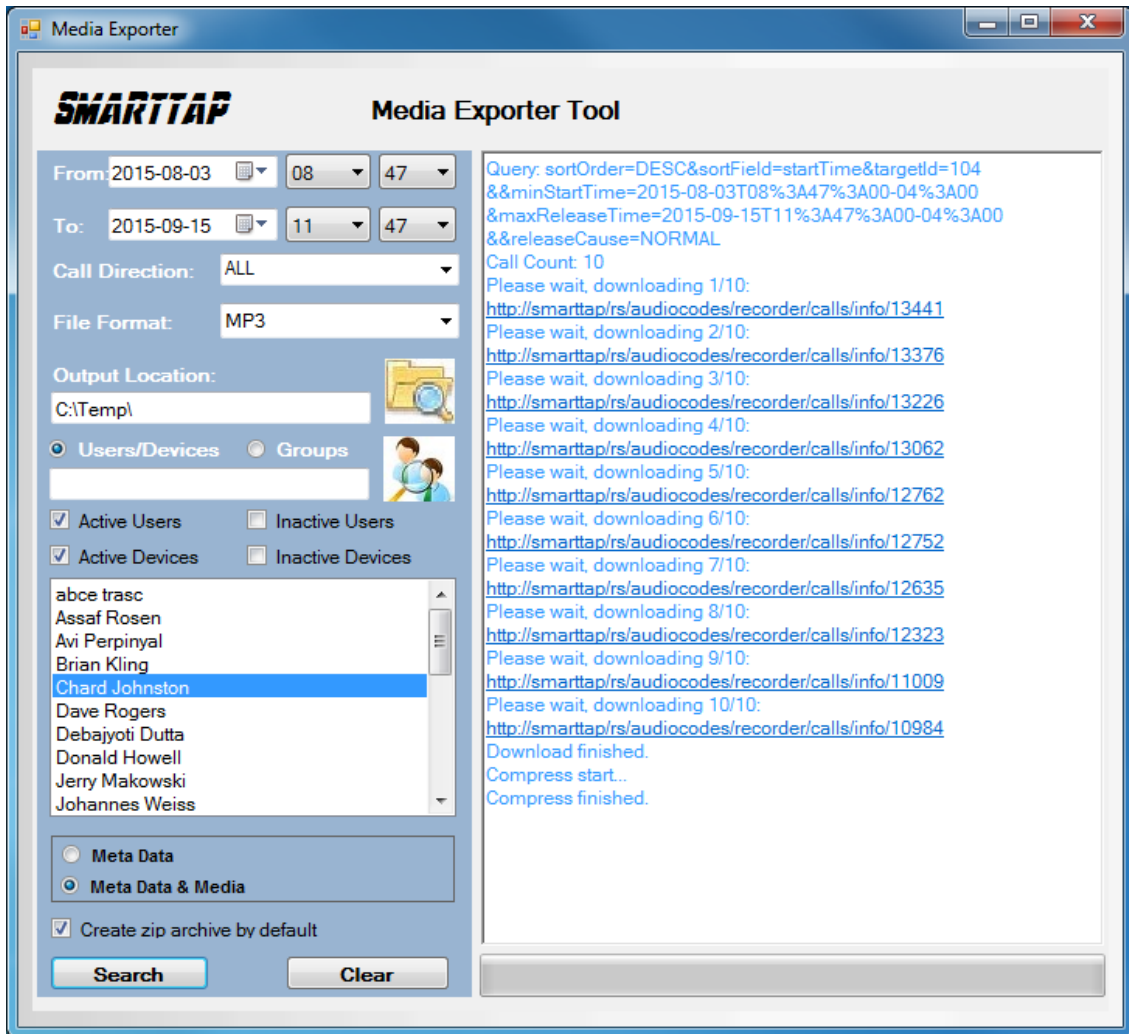 Media Exporter
SMARTTAP
Media Exporter Tool
From: 2015-08-03 08 47
To: 2015-09-15 11 47
Call Direction: ALL
File Format: MP3
Output Location:
C:\Temp\
Users/Devices Groups
Active Users Inactive Users
Active Devices Inactive Devices
abce trasc
Assaf Rosen
Avi Perpinyal
Brian Kling
Chard Johnston
Dave Rogers
Debajyoti Dutta
Donald Howell
Jerry Makowski
Johannes Weiss
Meta Data
Meta Data & Media
Create zip archive by default
Search Clear
Query: sortOrder=DESC&sortField=startTime&targetId=104
&&minStartTime=2015-08-03T08%3A47%3A00-04%3A00
&maxReleaseTime=2015-09-15T11%3A47%3A00-04%3A00
&&releaseCause=NORMAL
Call Count: 10
Please wait, downloading 1/10:
http://smarttap/rs/audiocodes/recorder/calls/info/13441
Please wait, downloading 2/10:
http://smarttap/rs/audiocodes/recorder/calls/info/13376
Please wait, downloading 3/10:
http://smarttap/rs/audiocodes/recorder/calls/info/13226
Please wait, downloading 4/10:
http://smarttap/rs/audiocodes/recorder/calls/info/13062
Please wait, downloading 5/10:
http://smarttap/rs/audiocodes/recorder/calls/info/12762
Please wait, downloading 6/10:
http://smarttap/rs/audiocodes/recorder/calls/info/12752
Please wait, downloading 7/10:
http://smarttap/rs/audiocodes/recorder/calls/info/12635
Please wait, downloading 8/10:
http://smarttap/rs/audiocodes/recorder/calls/info/12323
Please wait, downloading 9/10:
http://smarttap/rs/audiocodes/recorder/calls/info/11009
Please wait, downloading 10/10:
http://smarttap/rs/audiocodes/recorder/calls/info/10984
Download finished.
Compress start...
Compress finished.